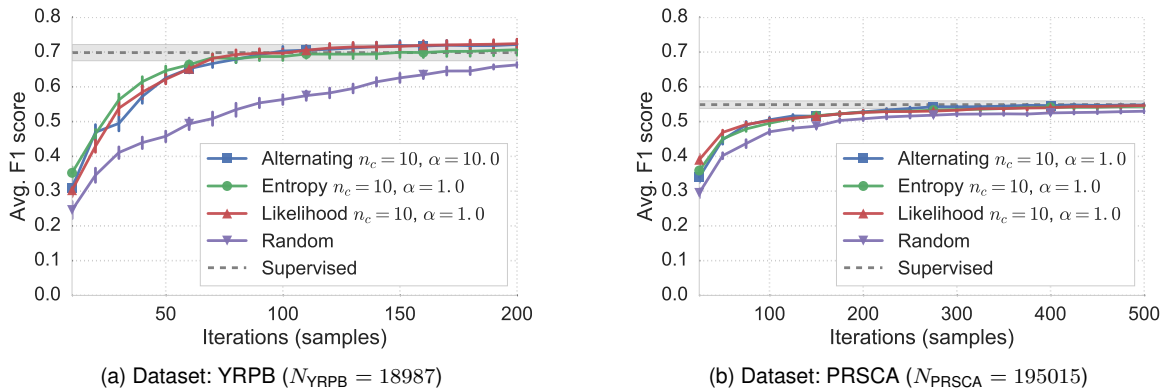 0.8
0.7
0.6
0.5
0.4
0.3
0.2
0.1
0.0
Avg. F1 score
50 100 150 200
Iterations (samples)
Alternating n_c = 10, α = 10.0
Entropy n_c = 10, α = 1.0
Likelihood n_c = 10, α = 1.0
Random
Supervised
(a) Dataset: YRPB (N_YRPB = 18987)
0.8
0.7
0.6
0.5
0.4
0.3
0.2
0.1
0.0
Avg. F1 score
100 200 300 400 500
Iterations (samples)
Alternating n_c = 10, α = 1.0
Entropy n_c = 10, α = 1.0
Likelihood n_c = 10, α = 1.0
Random
Supervised
(b) Dataset: PRSCA (N_PRSCA = 195015)